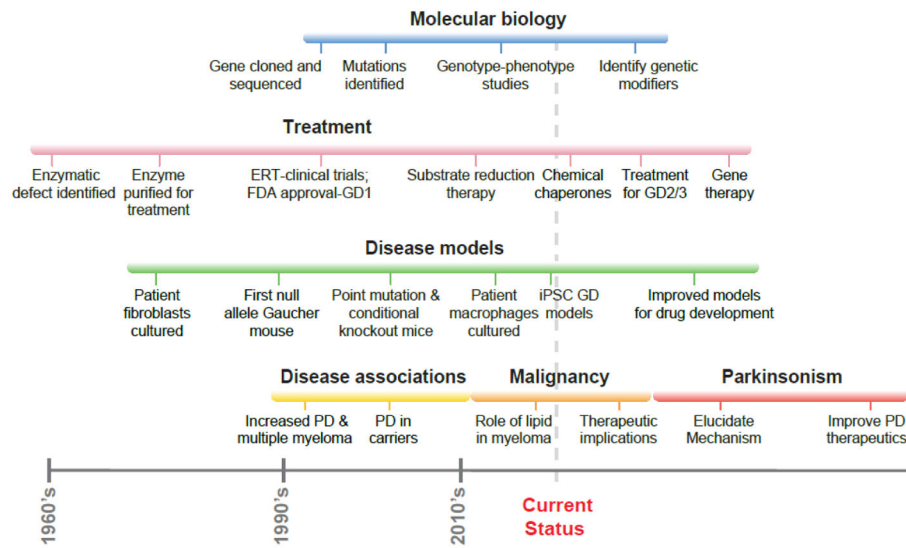 Molecular biology
Gene cloned and
sequenced
Mutations
identified
Genotype-phenotype
studies
Identify genetic
modifiers
Treatment
Enzymatic
defect identified
Enzyme
purified for
treatment
ERT-clinical trials;
FDA approval-GD1
Substrate reduction
therapy
Chemical
chaperones
Treatment
for GD2/3
Gene
therapy
Disease models
Patient
fibroblasts
cultured
First null
allele Gaucher
mouse
Point mutation &
conditional
knockout mice
Patient
macrophages
cultured
iPSC GD
models
Improved models
for drug development
Disease associations
Malignancy
Parkinsonism
Increased PD &
multiple myeloma
PD in
carriers
Role of lipid
in myeloma
Therapeutic
implications
Elucidate
Mechanism
Improve PD
therapeutics
1960's
1990's
2010's
Current
Status